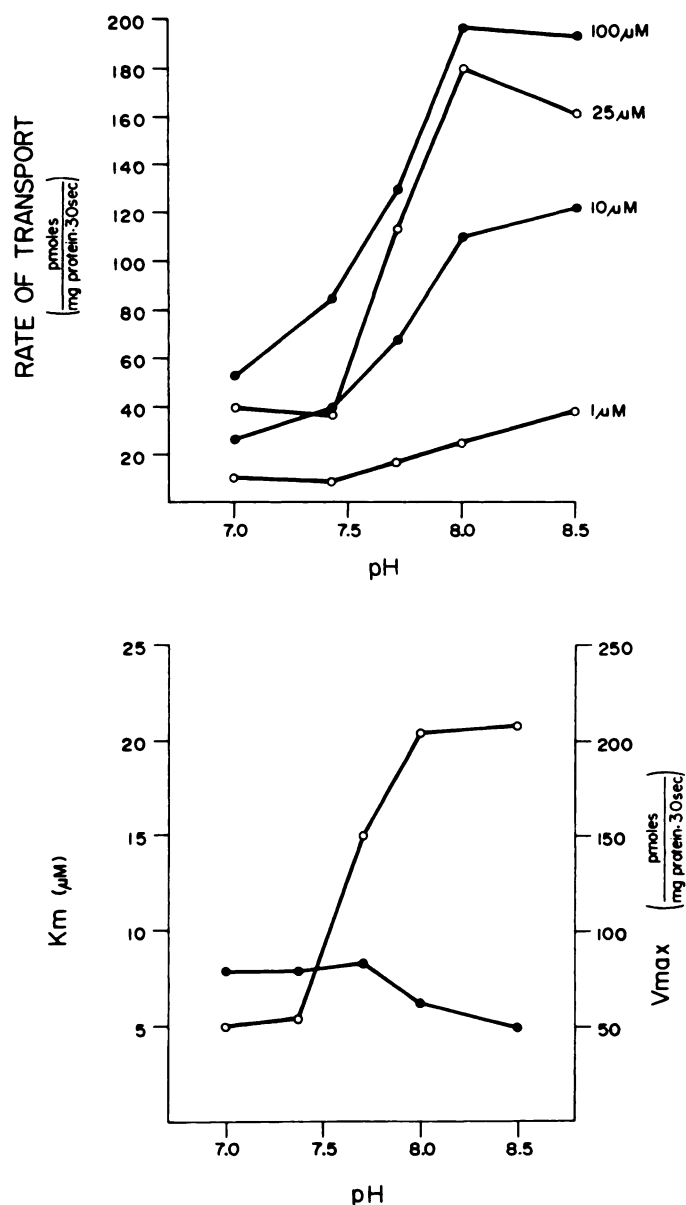 200
180
160
140
120
100
80
60
40
20
RATE OF TRANSPORT
( pmoles / mg protein·30sec )
100µM
25µM
10µM
1µM
7.0 7.5 8.0 8.5
pH
25
20
15
10
5
Km (µM)
250
200
150
100
50
Vmax ( pmoles / mg protein·30sec )
7.0 7.5 8.0 8.5
pH